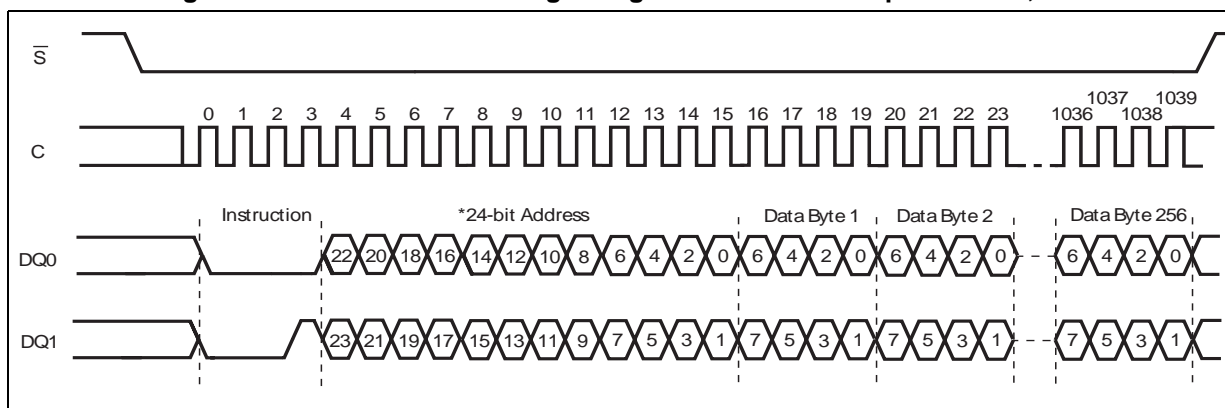 S
0 1 2 3 4 5 6 7 8 9 10 11 12 13 14 15 16 17 18 19 20 21 22 23 1036 1037 1038 1039
C
Instruction *24-bit Address Data Byte 1 Data Byte 2 Data Byte 256
DQ0 22 20 18 16 14 12 10 8 6 4 2 0 6 4 2 0 6 4 2 0 6 4 2 0
DQ1 23 21 19 17 15 13 11 9 7 5 3 1 7 5 3 1 7 5 3 1 7 5 3 1